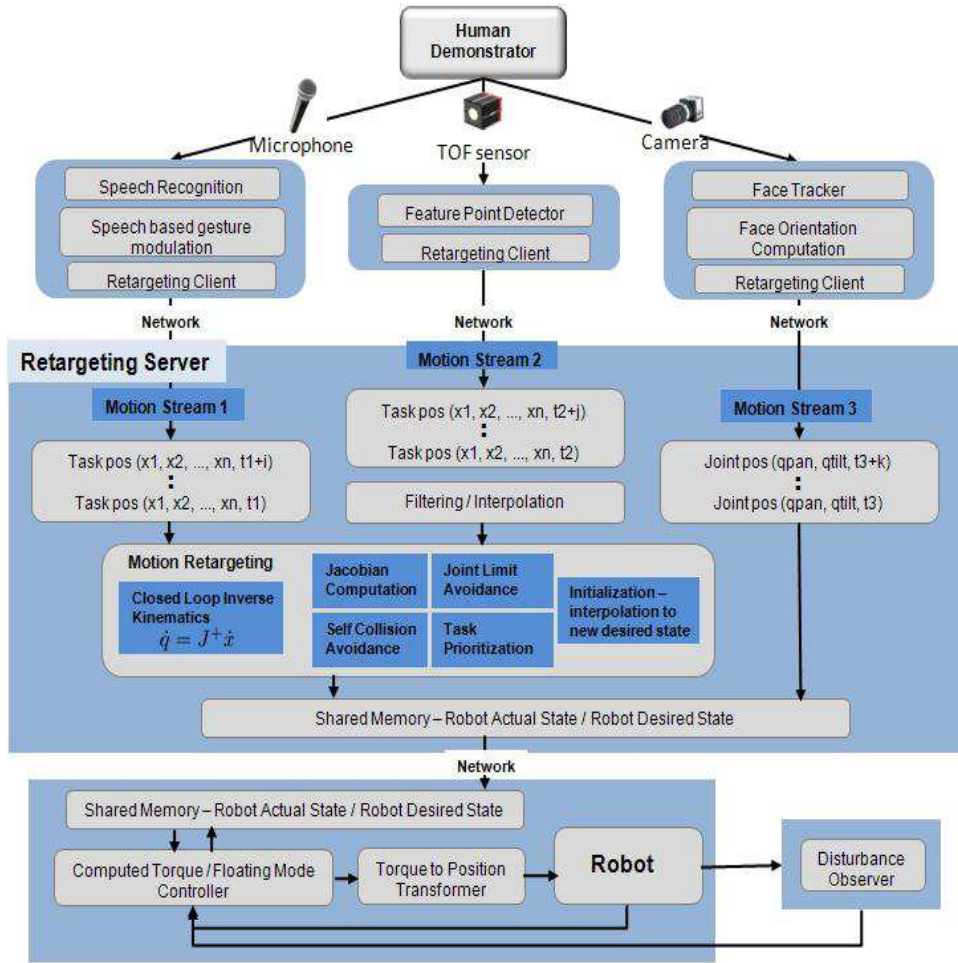 Human
Demonstrator
Microphone
TOF sensor
Camera
Speech Recognition
Speech based gesture
modulation
Retargeting Client
Feature Point Detector
Retargeting Client
Face Tracker
Face Orientation
Computation
Retargeting Client
Network
Network
Network
Retargeting Server
Motion Stream 1
Motion Stream 2
Motion Stream 3
Task pos (x1, x2, ..., xn, t1+i)
Task pos (x1, x2, ..., xn, t1)
Task pos (x1, x2, ..., xn, t2+j)
Task pos (x1, x2, ..., xn, t2)
Joint pos (qpan, qtilt, t3+k)
Joint pos (qpan, qtilt, t3)
Filtering / Interpolation
Motion Retargeting
Closed Loop Inverse
Kinematics
q̇ = J⁺ẋ
Jacobian
Computation
Joint Limit
Avoidance
Self Collision
Avoidance
Task
Prioritization
Initialization –
interpolation to
new desired state
Shared Memory – Robot Actual State / Robot Desired State
Network
Shared Memory – Robot Actual State / Robot Desired State
Computed Torque / Floating Mode
Controller
Torque to Position
Transformer
Robot
Disturbance
Observer